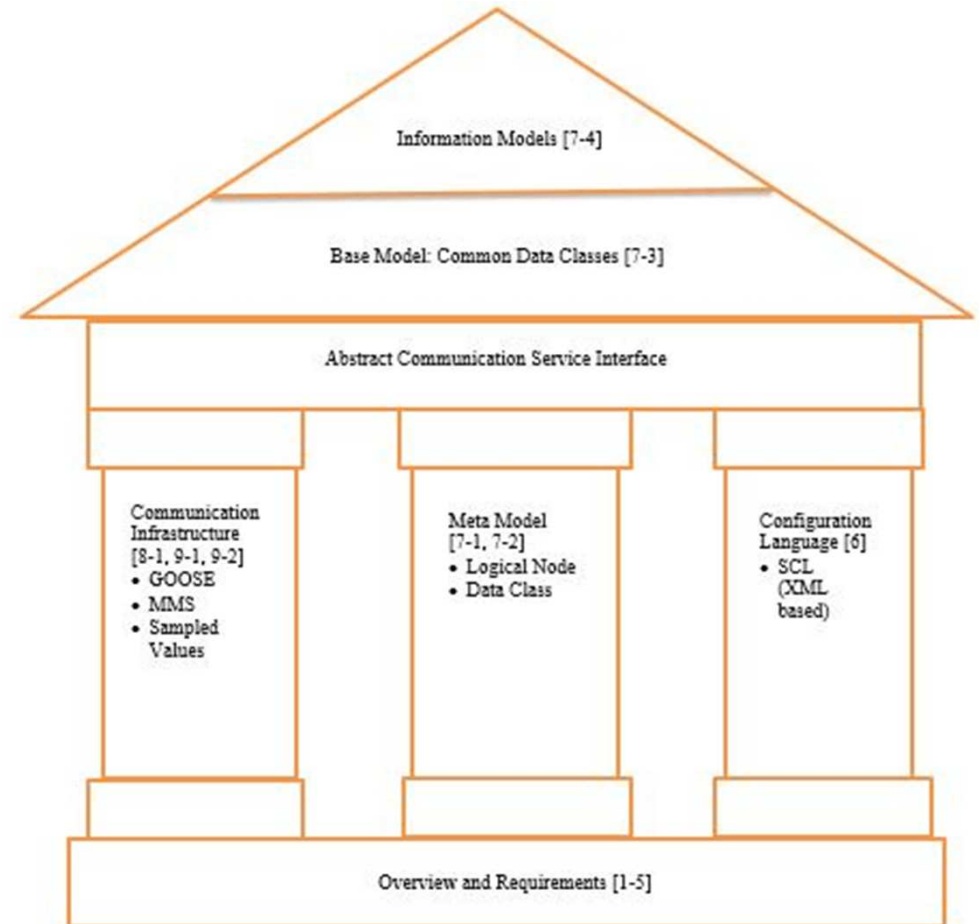 Information Models [7-4]
Base Model: Common Data Classes [7-3]
Abstract Communication Service Interface
Communication
Infrastructure
[8-1, 9-1, 9-2]
• GOOSE
• MMS
• Sampled
Values
Meta Model
[7-1, 7-2]
• Logical Node
• Data Class
Configuration
Language [6]
• SCL
(XML
based)
Overview and Requirements [1-5]